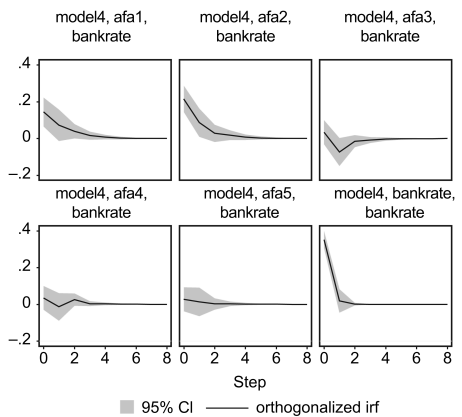 model4, afa1,
bankrate
model4, afa2,
bankrate
model4, afa3,
bankrate
.4
.2
0
–.2
model4, afa4,
bankrate
model4, afa5,
bankrate
model4, bankrate,
bankrate
.4
.2
0
–.2
0 2 4 6 8
0 2 4 6 8
0 2 4 6 8
Step
95% CI
orthogonalized irf